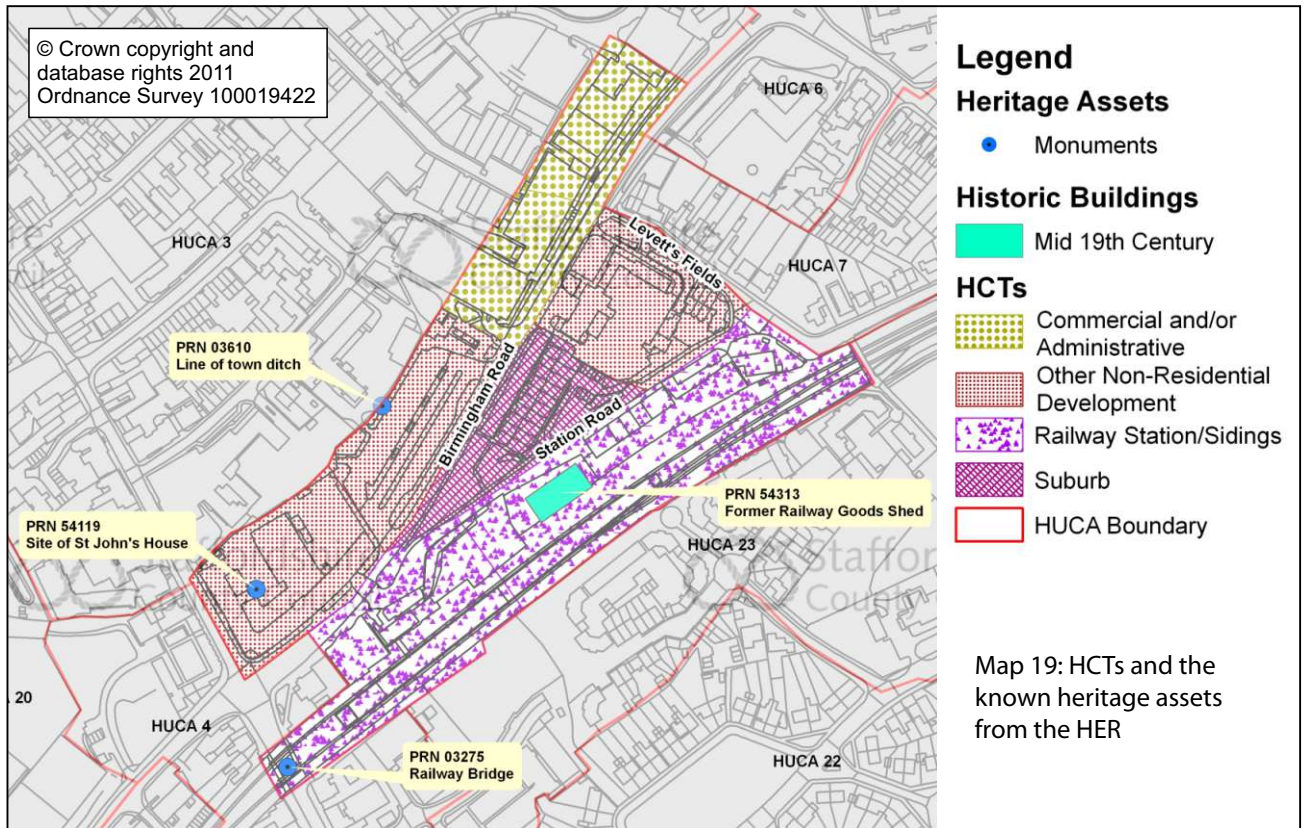 © Crown copyright and
database rights 2011
Ordnance Survey 100019422
HUCA 6
HUCA 3
Levett's Fields
HUCA 7
PRN 03610
Line of town ditch
Birmingham Road
Station Road
PRN 54313
Former Railway Goods Shed
PRN 54119
Site of St John's House
HUCA 23
Stafford
County
20
HUCA 4
PRN 03275
Railway Bridge
HUCA 22
Legend
Heritage Assets
Monuments
Historic Buildings
Mid 19th Century
HCTs
Commercial and/or
Administrative
Other Non-Residential
Development
Railway Station/Sidings
Suburb
HUCA Boundary
Map 19: HCTs and the
known heritage assets
from the HER